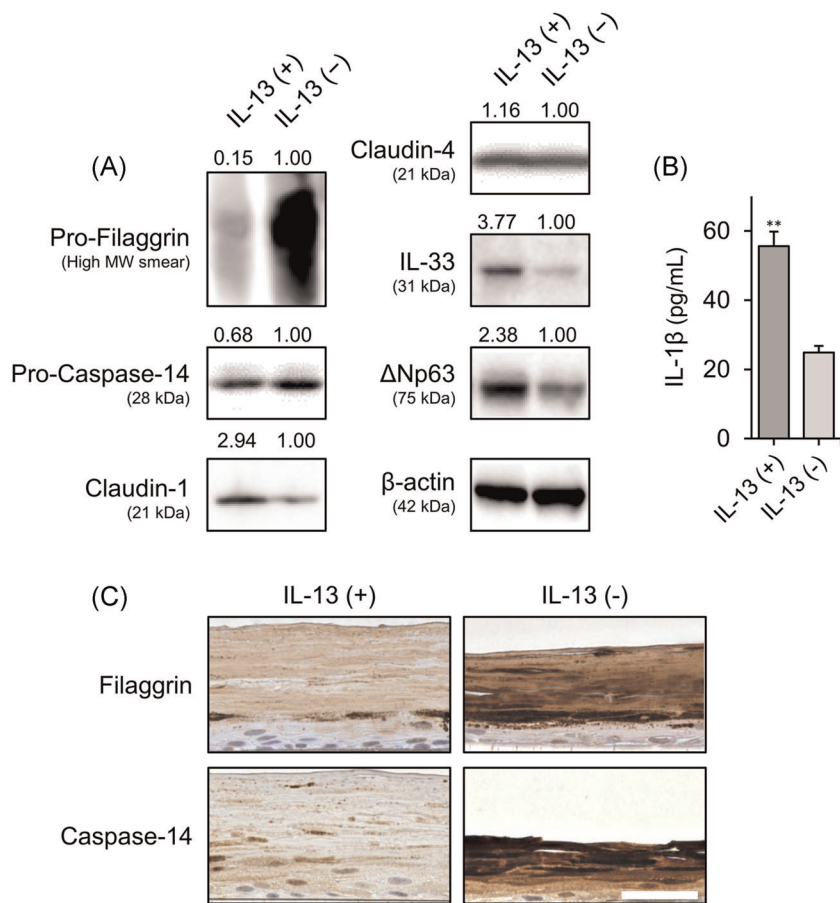 (A)
IL-13 (+)
IL-13 (−)
0.15 1.00
Pro-Filaggrin
(High MW smear)
0.68 1.00
Pro-Caspase-14
(28 kDa)
2.94 1.00
Claudin-1
(21 kDa)
IL-13 (+)
IL-13 (−)
1.16 1.00
Claudin-4
(21 kDa)
3.77 1.00
IL-33
(31 kDa)
2.38 1.00
ΔNp63
(75 kDa)
β-actin
(42 kDa)
(B)
IL-1β (pg/mL)
60
40
20
0
**
IL-13 (+)
IL-13 (−)
(C)
IL-13 (+) IL-13 (-)
Filaggrin
Caspase-14